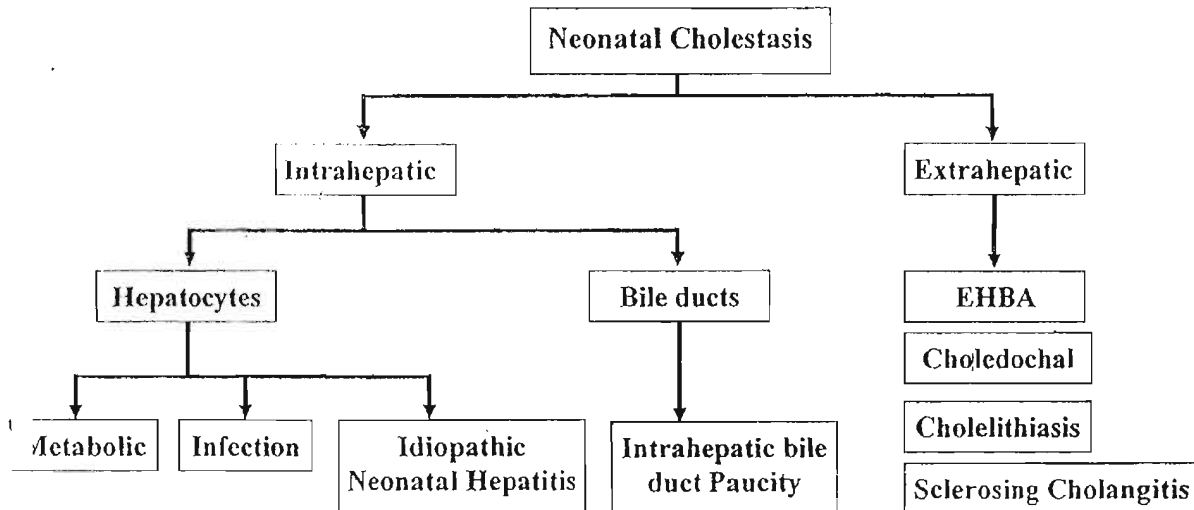 Neonatal Cholestasis
Intrahepatic
Extrahepatic
Hepatocytes
Bile ducts
EHBA
Choledochal
Cholelithiasis
Sclerosing Cholangitis
Metabolic
Infection
Idiopathic
Neonatal Hepatitis
Intrahepatic bile
duct Paucity